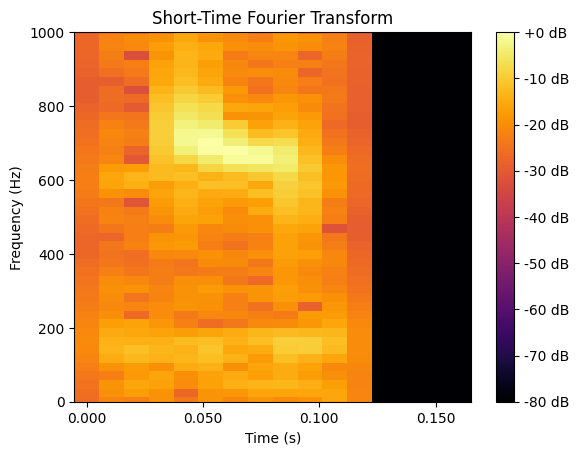 Short-Time Fourier Transform
Frequency (Hz)
1000
800
600
400
200
0
0.000
0.050
0.100
0.150
Time (s)
+0 dB
-10 dB
-20 dB
-30 dB
+0 dB
-50 dB
-60 dB
-70 dB
-80 dB